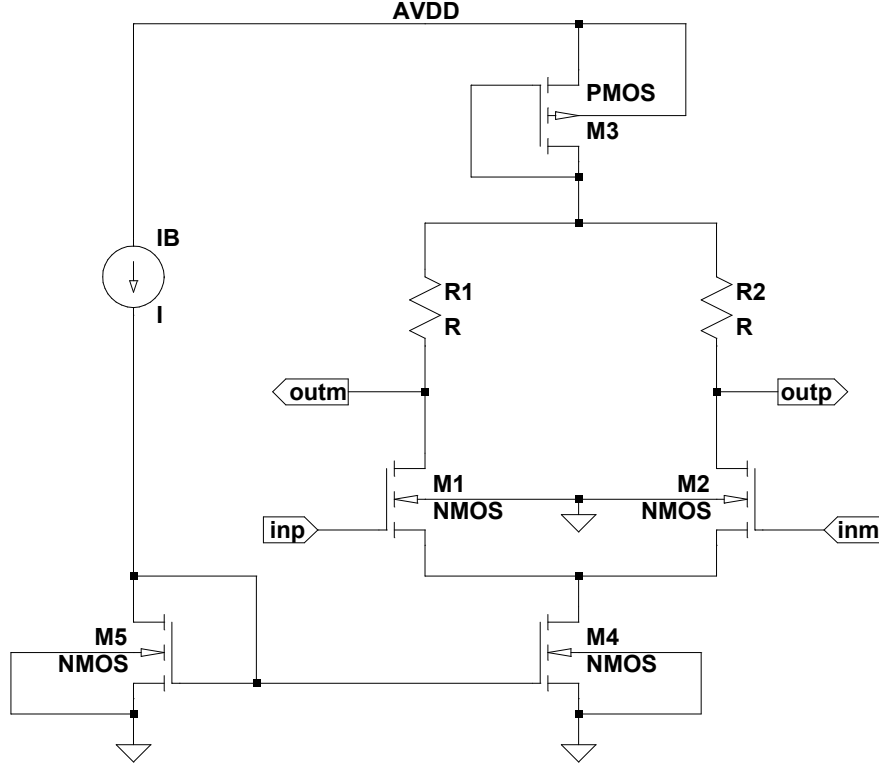 AVDD
PMOS
M3
IB
I
R1
R
R2
R
outm
outp
M1
NMOS
M2
NMOS
inp
inm
M5
NMOS
M4
NMOS